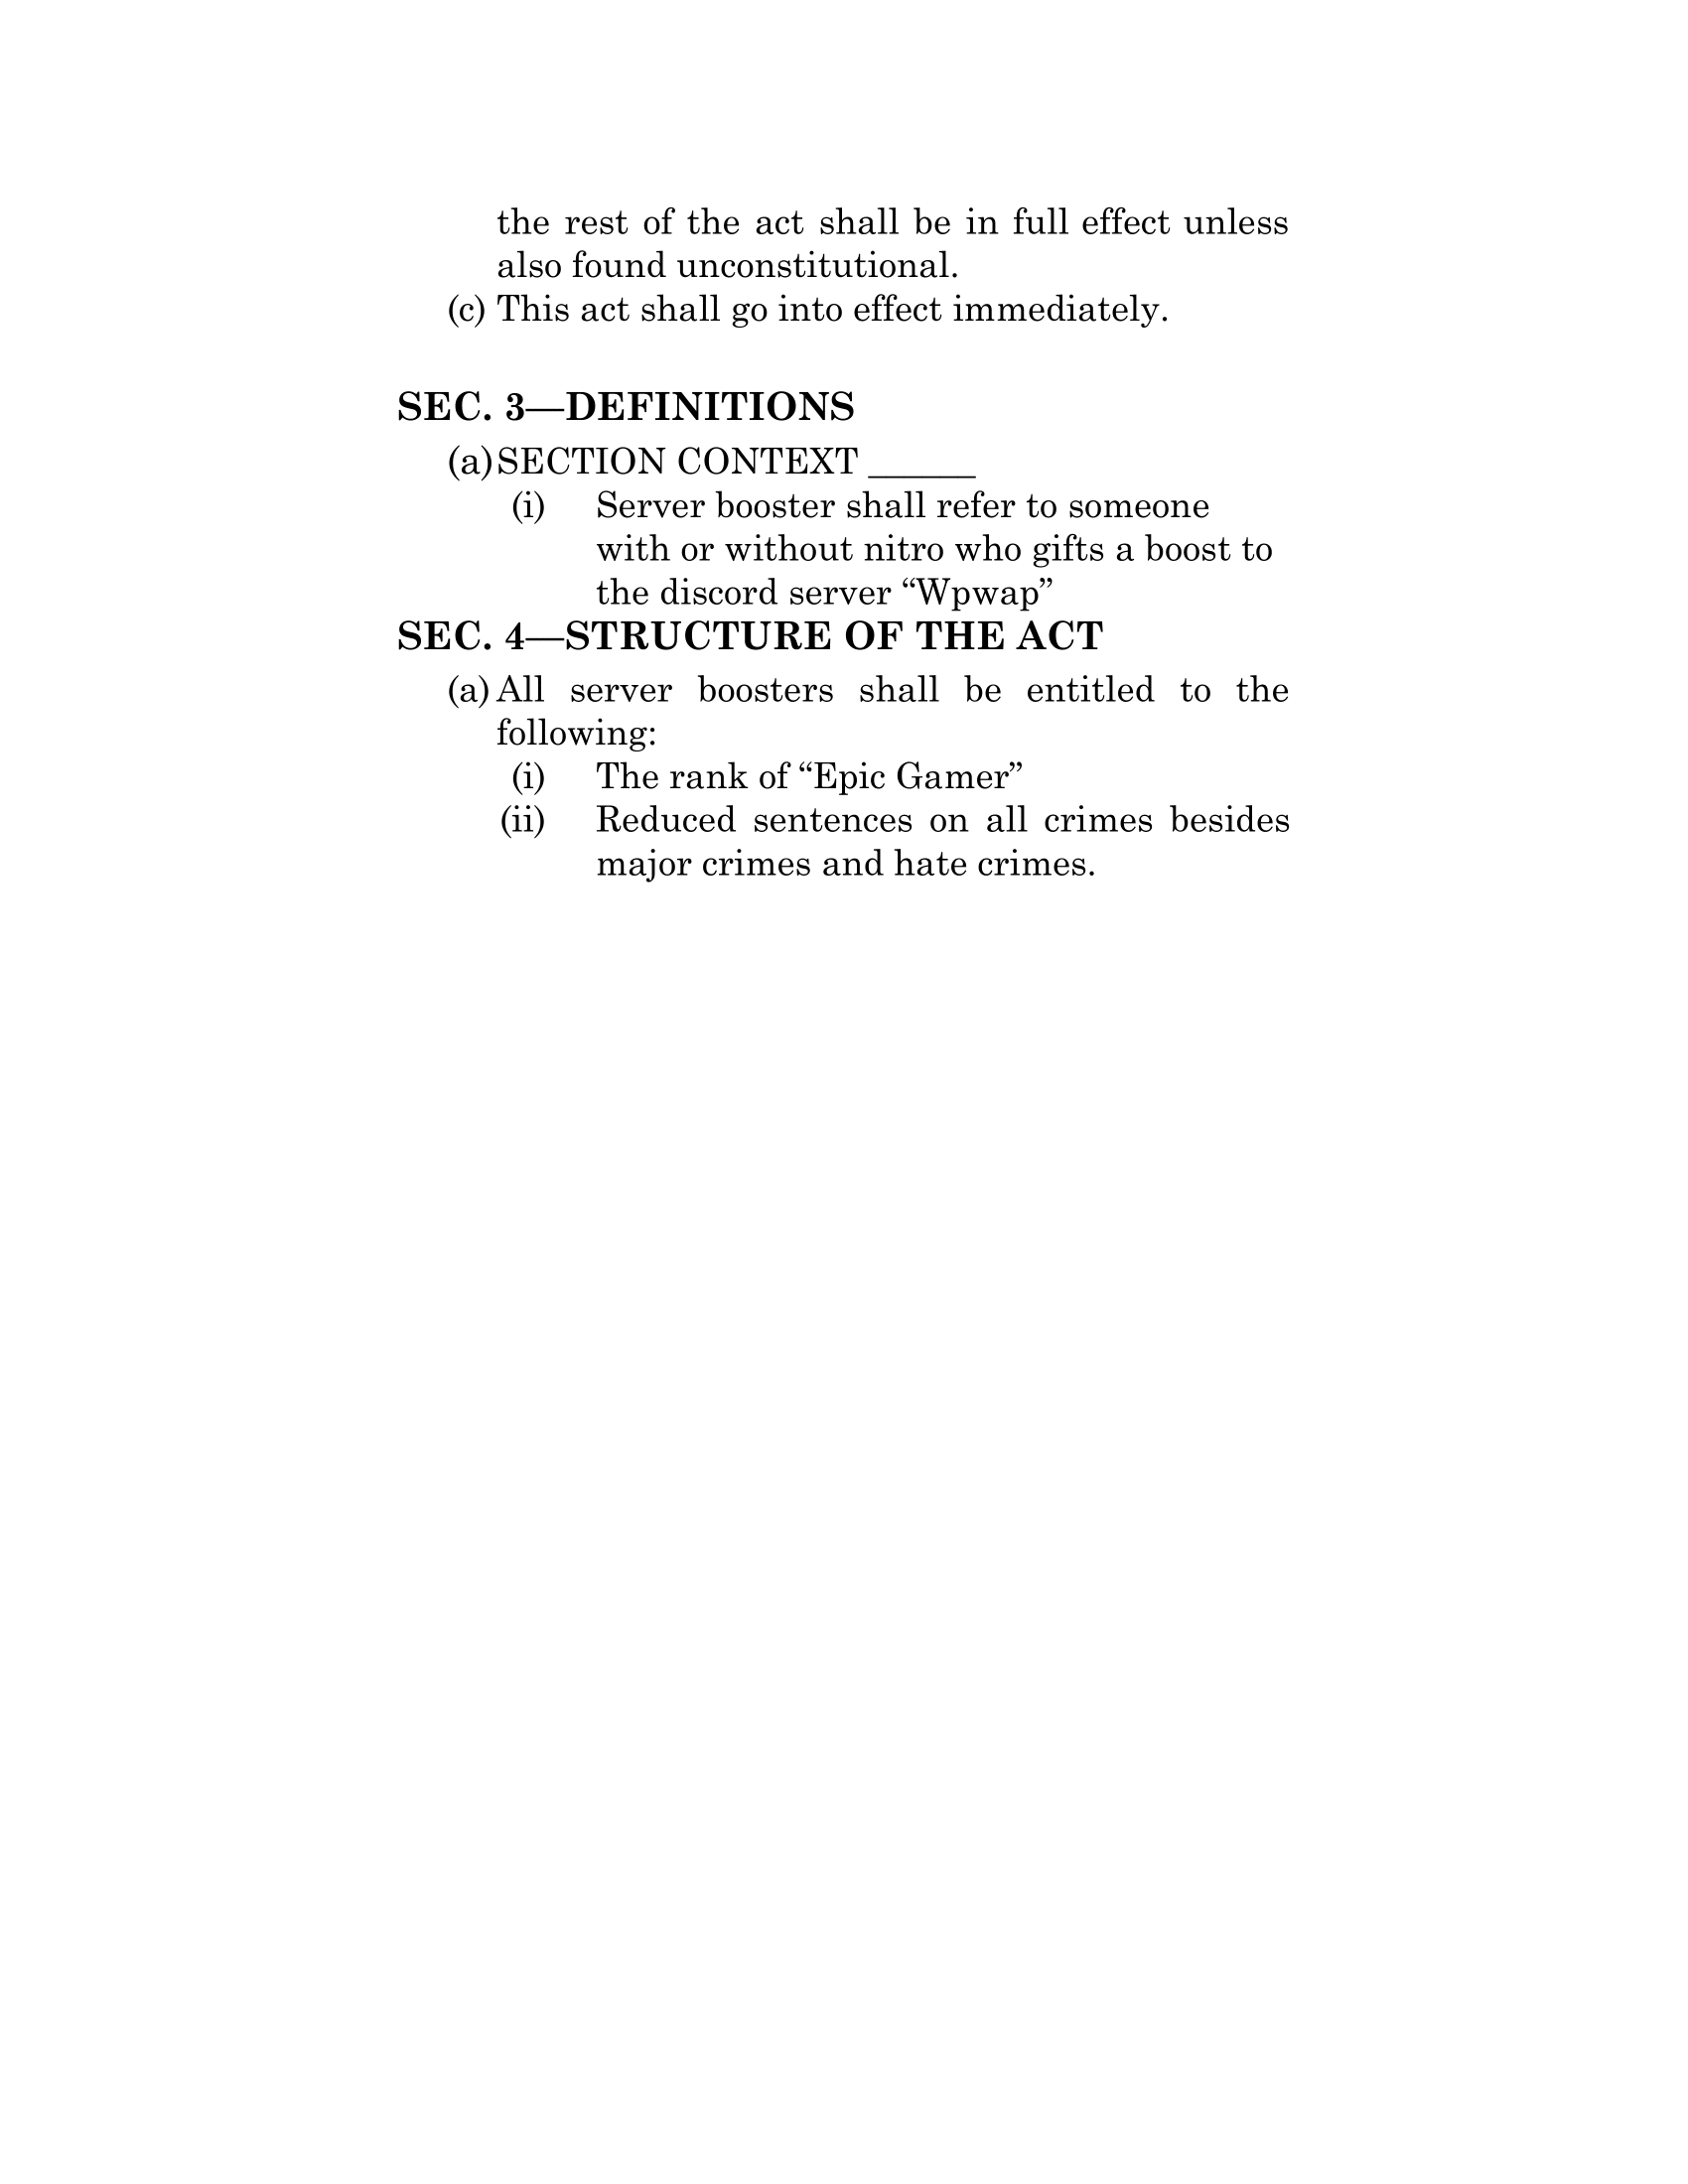 the rest of the act shall be in full effect unless
also found unconstitutional.
(c) This act shall go into effect immediately.
SEC. 3—DEFINITIONS
(a) SECTION CONTEXT ______
(i) Server booster shall refer to someone
with or without nitro who gifts a boost to
the discord server “Wpwap”
SEC. 4—STRUCTURE OF THE ACT
(a) All server boosters shall be entitled to the
following:
(i) The rank of “Epic Gamer”
(ii) Reduced sentences on all crimes besides
major crimes and hate crimes.